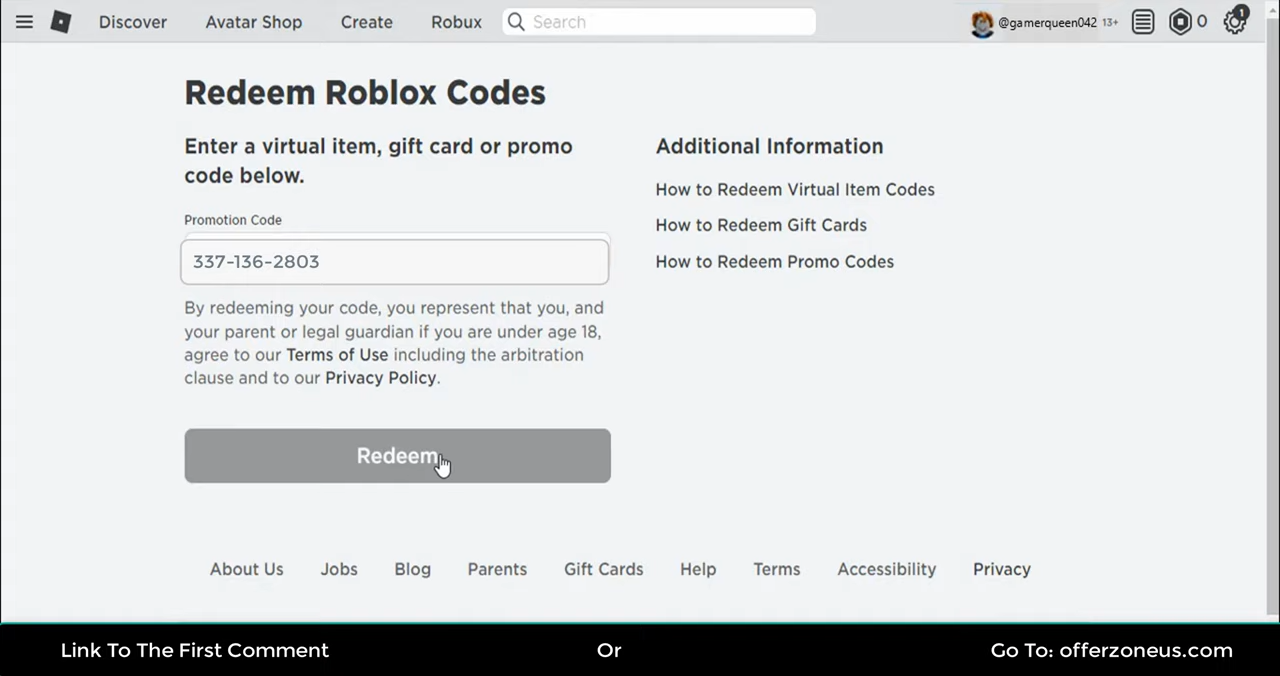 Discover Avatar Shop Create Robux Search @gamerqueen042 13+ 0 1
Redeem Roblox Codes
Enter a virtual item, gift card or promo
code below.
Promotion Code
337-136-2803
By redeeming your code, you represent that you, and
your parent or legal guardian if you are under age 18,
agree to our Terms of Use including the arbitration
clause and to our Privacy Policy.
Redeem
Additional Information
How to Redeem Virtual Item Codes
How to Redeem Gift Cards
How to Redeem Promo Codes
About Us Jobs Blog Parents Gift Cards Help Terms Accessibility Privacy
Link To The First Comment Or Go To: offerzoneus.com